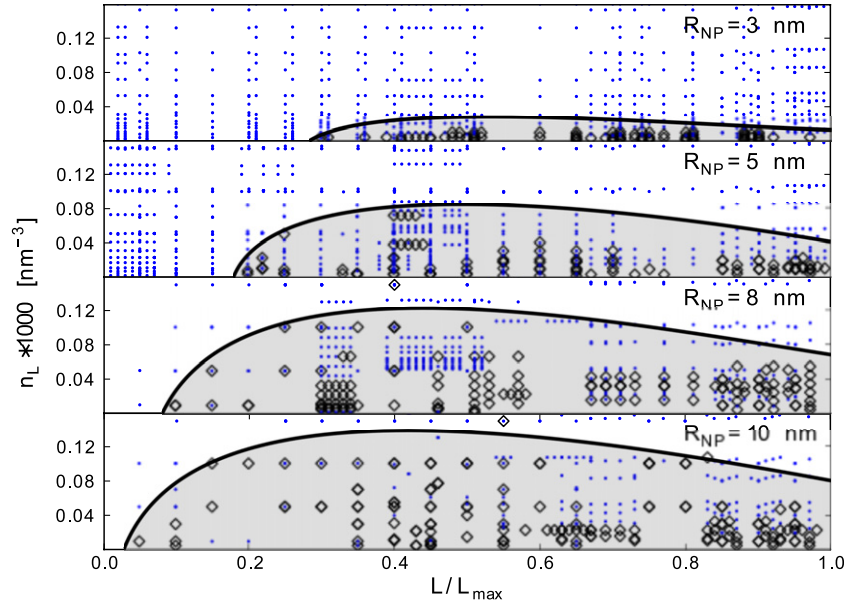 R_NP = 3 nm
0.12
0.08
0.04
R_NP = 5 nm
0.12
0.08
0.04
R_NP = 8 nm
0.12
0.08
0.04
R_NP = 10 nm
0.12
0.08
0.04
n_L *1000 [nm⁻³]
0.0 0.2 0.4 0.6 0.8 1.0
L/L_max